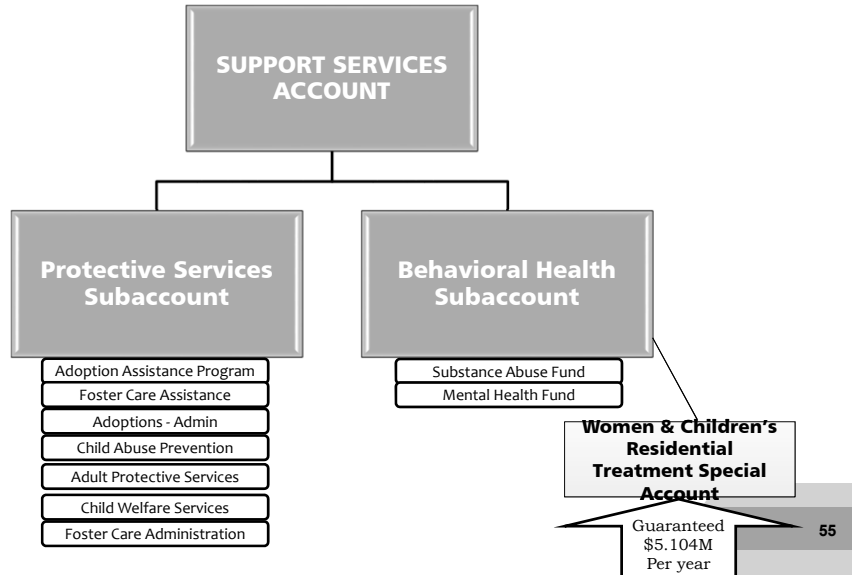 SUPPORT SERVICES
ACCOUNT
Protective Services
Subaccount
Behavioral Health
Subaccount
Adoption Assistance Program
Foster Care Assistance
Adoptions - Admin
Child Abuse Prevention
Adult Protective Services
Child Welfare Services
Foster Care Administration
Substance Abuse Fund
Mental Health Fund
Women & Children’s
Residential
Treatment Special
Account
Guaranteed
$5.104M
Per year
55